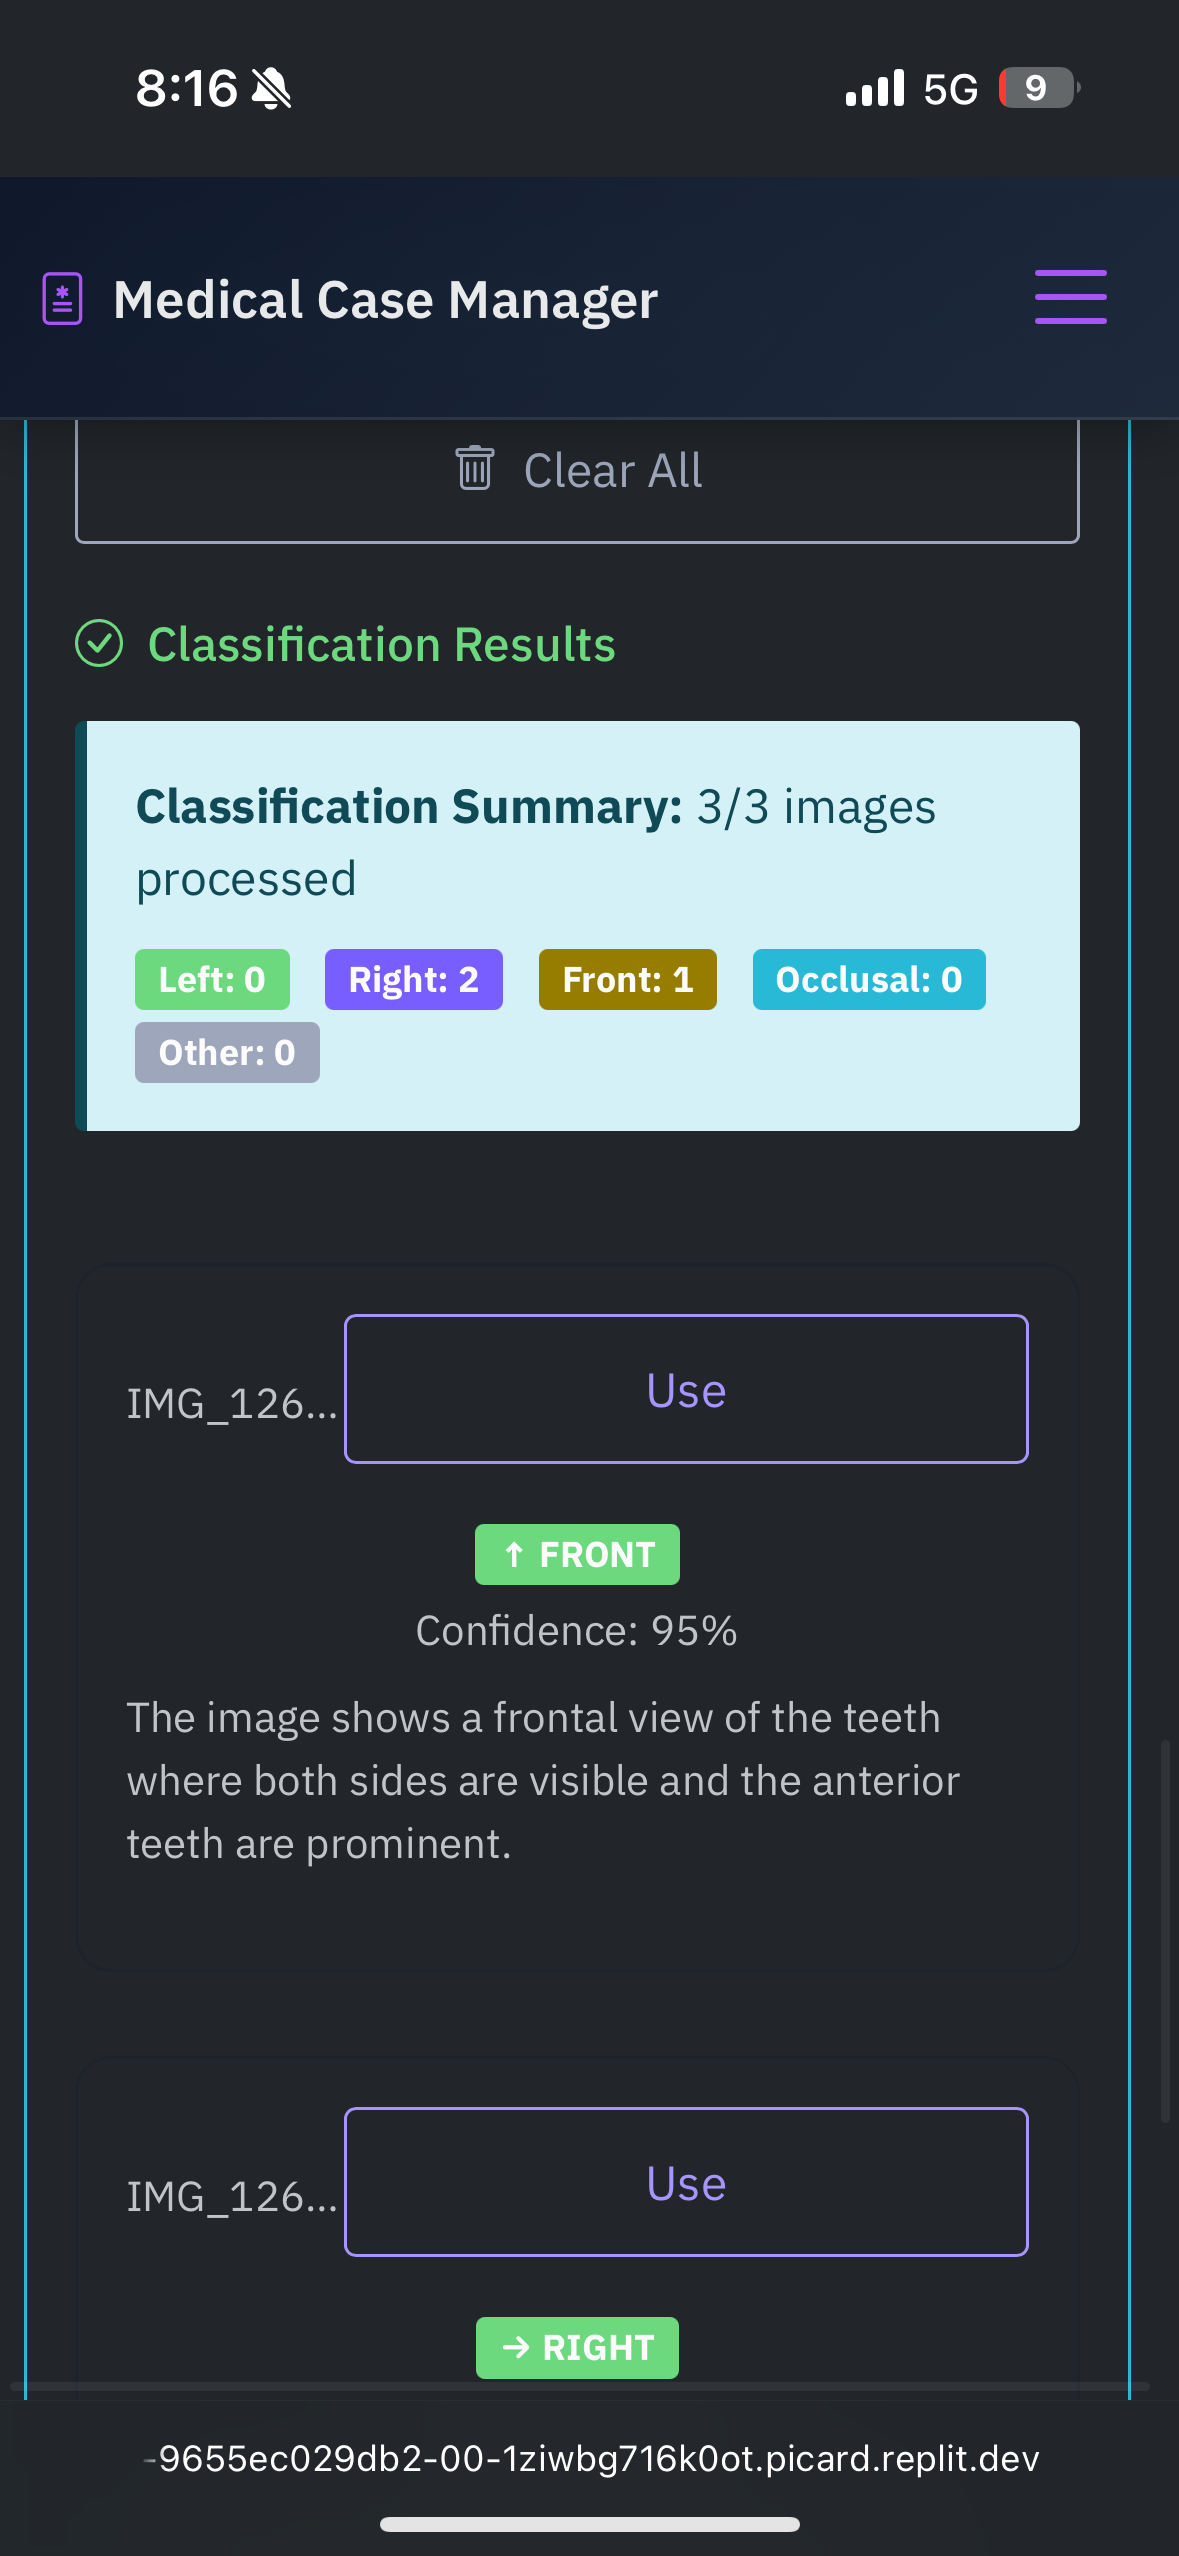 8:16 5G 9
Medical Case Manager
Clear All
Classification Results
Classification Summary: 3/3 images
processed
Left: 0 Right: 2 Front: 1 Occlusal: 0
Other: 0
IMG_126... Use
↑ FRONT
Confidence: 95%
The image shows a frontal view of the teeth
where both sides are visible and the anterior
teeth are prominent.
IMG_126... Use
→ RIGHT
-9655ec029db2-00-1ziwbg716k0ot.picard.replit.dev